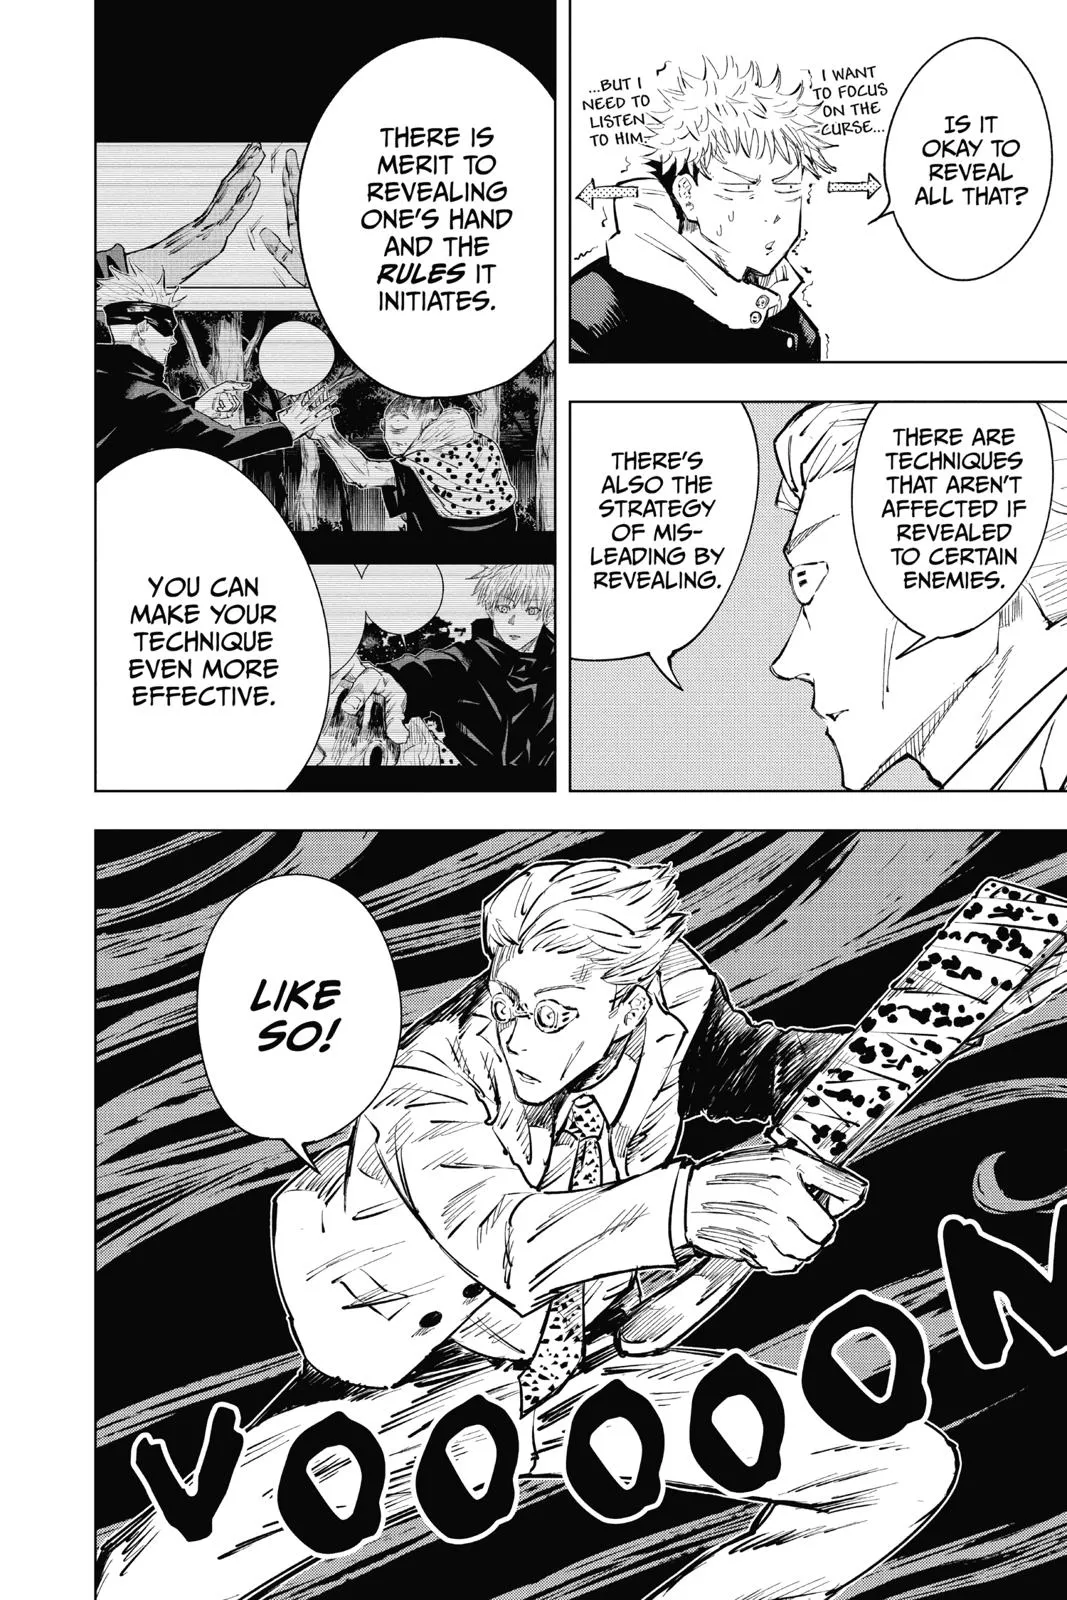 IS IT
OKAY TO
REVEAL
ALL THAT?
I WANT
TO FOCUS
ON THE
CURSE...
...BUT I
NEED TO
LISTEN
TO HIM.
THERE ARE
TECHNIQUES
THAT AREN'T
AFFECTED IF
REVEALED
TO CERTAIN
ENEMIES.
THERE'S
ALSO THE
STRATEGY
OF MIS-
LEADING BY
REVEALING.
THERE IS
MERIT TO
REVEALING
ONE'S HAND
AND THE
RULES IT
INITIATES.
YOU CAN
MAKE YOUR
TECHNIQUE
EVEN MORE
EFFECTIVE.
LIKE
SO!
VOOOOM